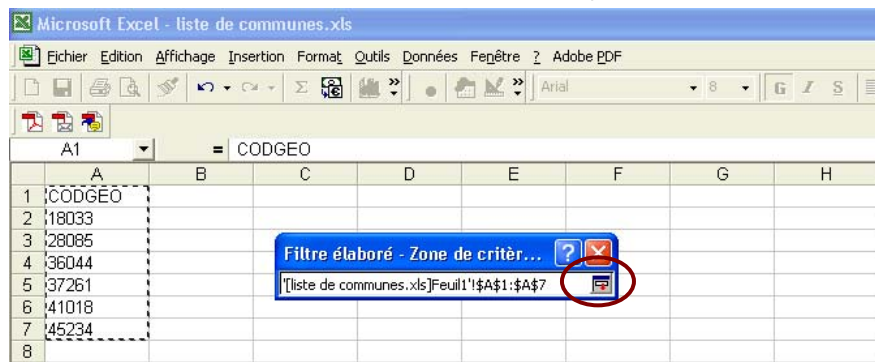 Microsoft Excel - liste de communes.xls
Fichier Edition Affichage Insertion Format Outils Données Fenêtre ? Adobe PDF
Σ € » » Arial 8 G I S
A1 = CODGEO
A B C D E F G H
1 CODGEO
2 18033
3 28085
4 36044
5 37261
6 41018
7 45234
8
Filtre élaboré - Zone de critèr... ?
'[liste de communes.xls]Feuil1'!$A$1:$A$7